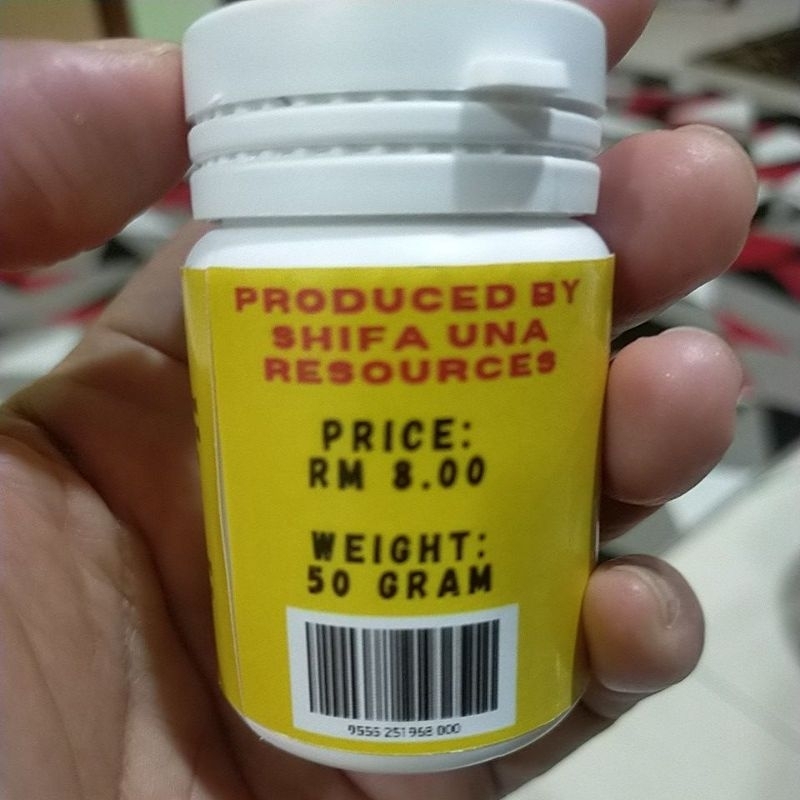 PRODUCED BY
SHIFA UNA
RESOURCES
PRICE:
RM 8.00
WEIGHT:
50 GRAM
9555 251 968 000